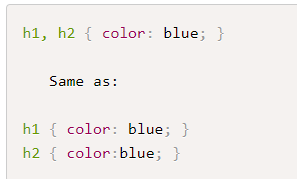 h1, h2 { color: blue; }
Same as:
h1 { color: blue; }
h2 { color:blue; }